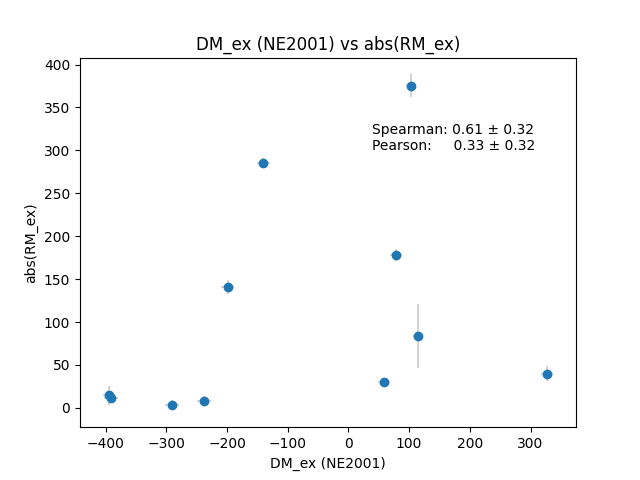 DM_ex (NE2001) vs abs(RM_ex)
400
350
300
250
200
150
100
50
0
abs(RM_ex)
Spearman: 0.61 ± 0.32
Pearson: 0.33 ± 0.32
−400 −300 −200 −100 0 100 200 300
DM_ex (NE2001)